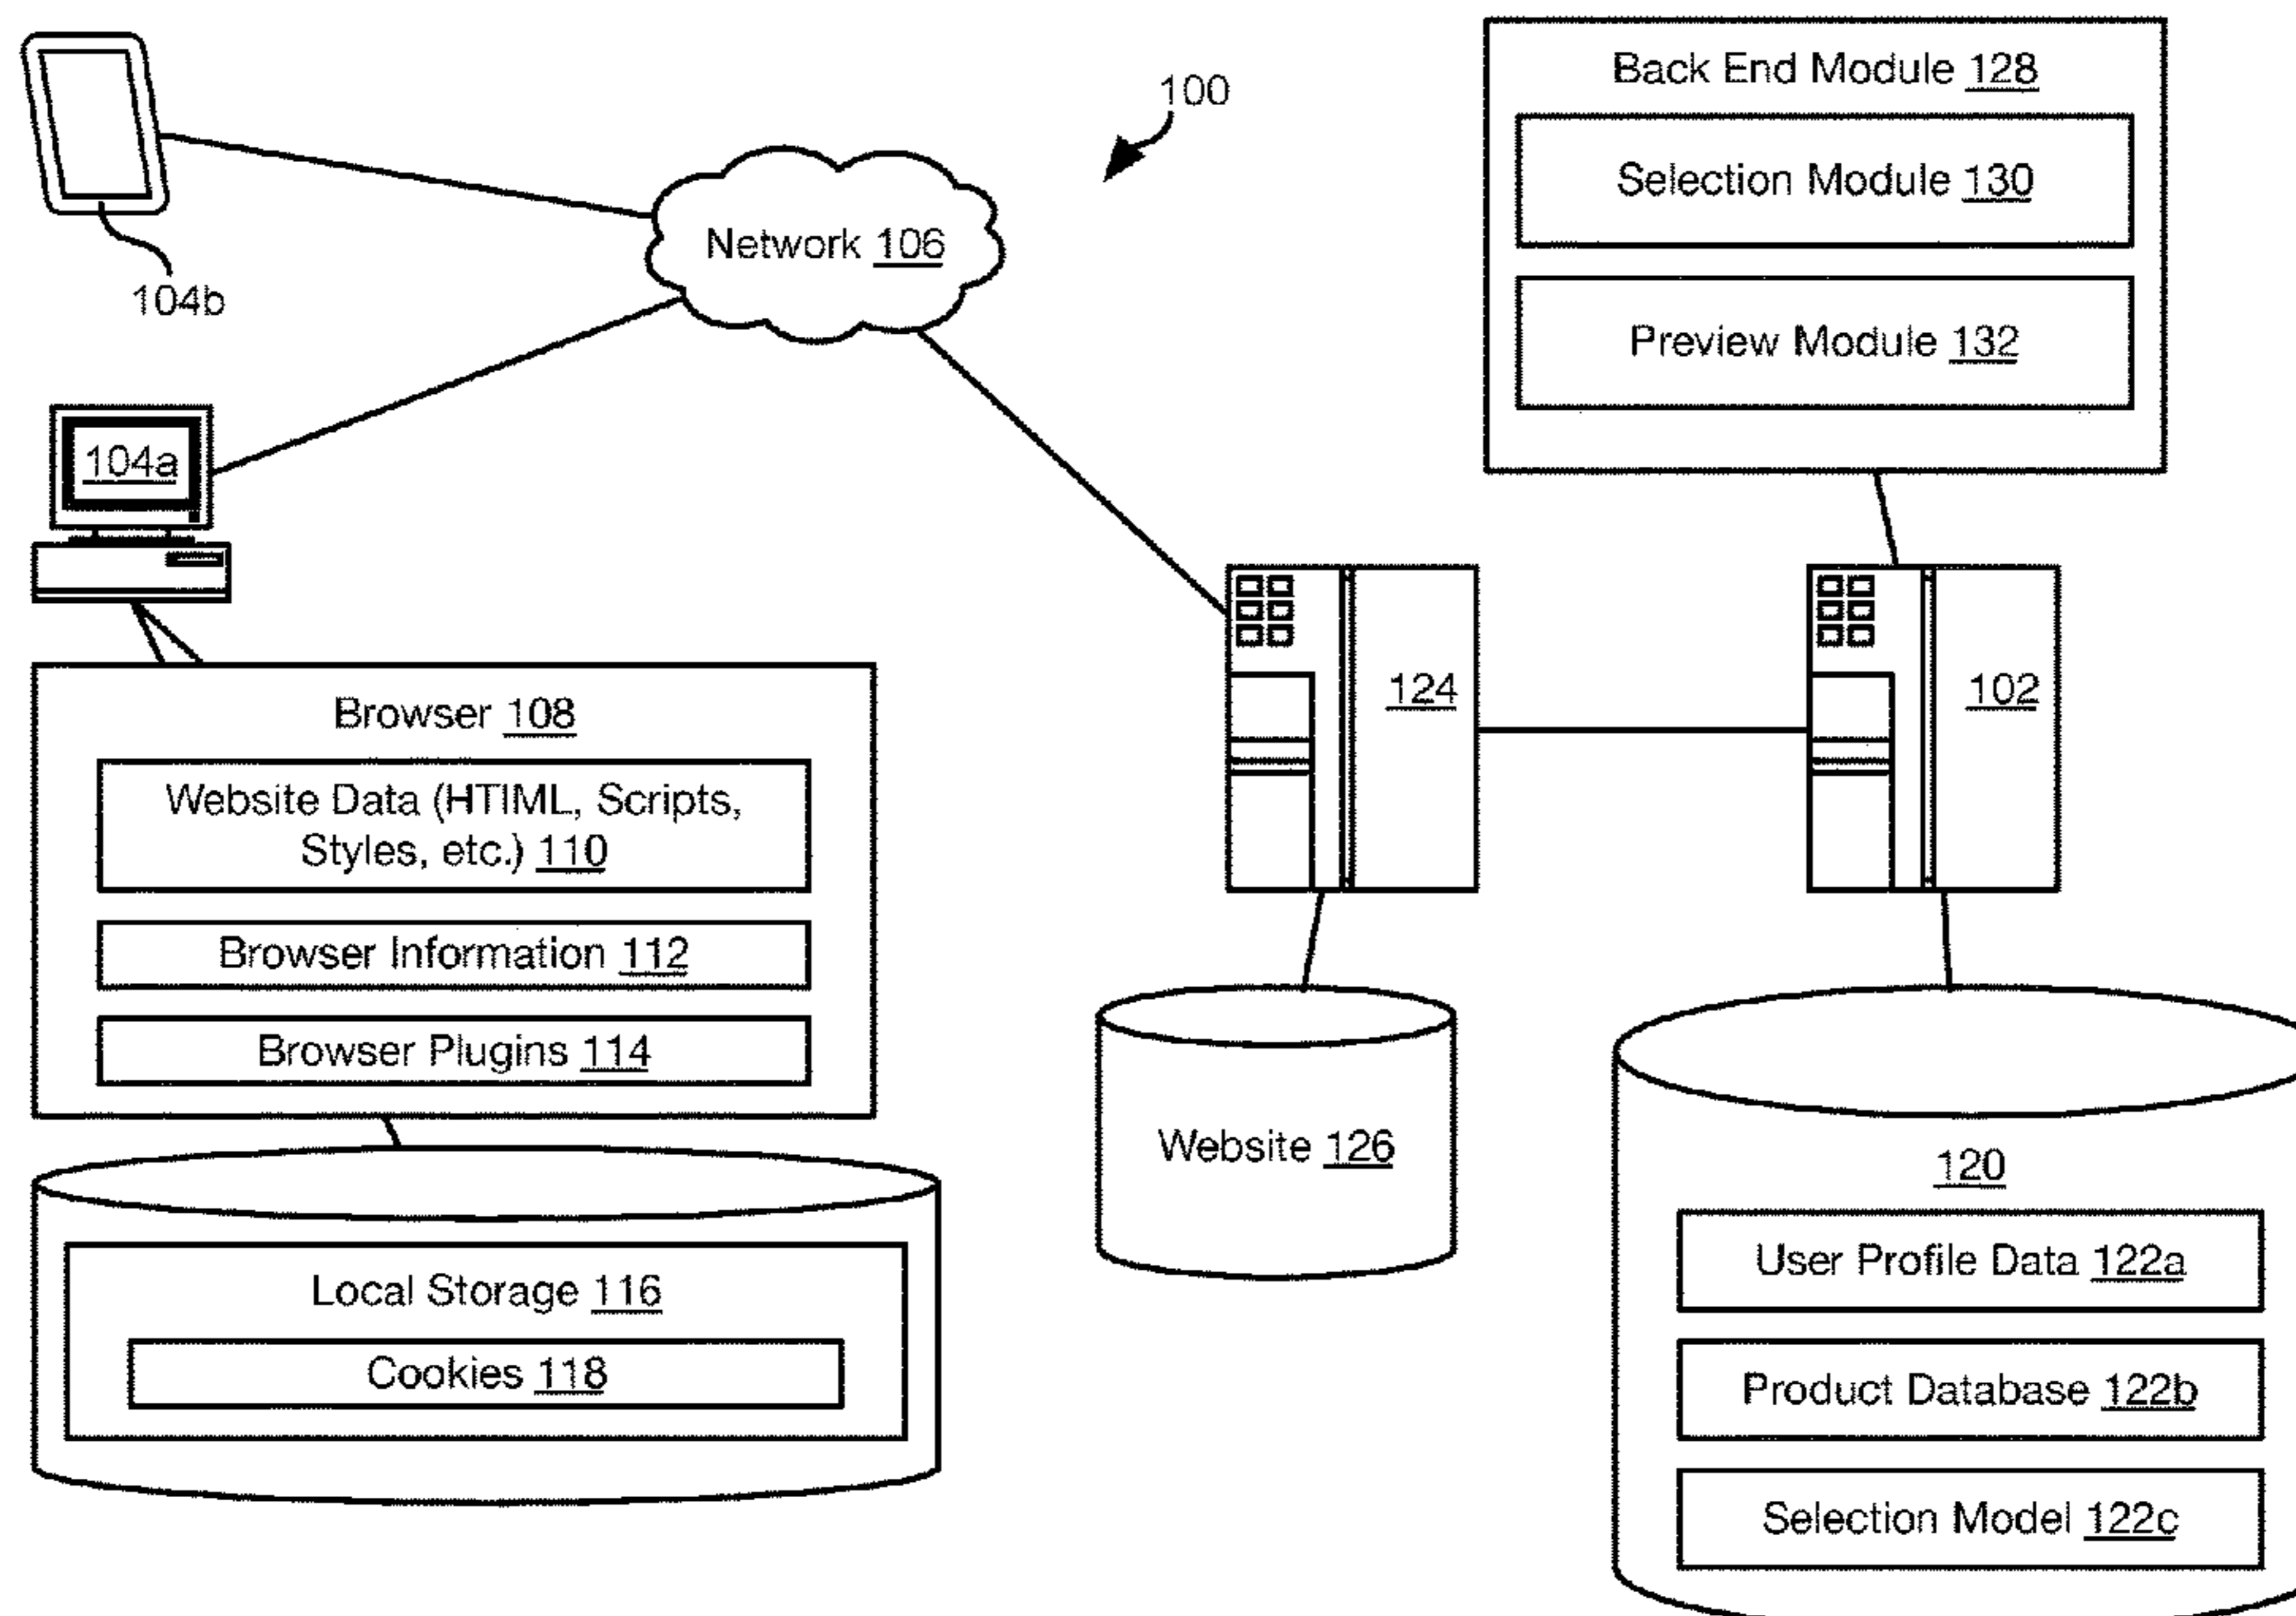 100
104b
Network 106
104a
Browser 108
Website Data (HTIML, Scripts,
Styles, etc.) 110
Browser Information 112
Browser Plugins 114
Local Storage 116
Cookies 118
Back End Module 128
Selection Module 130
Preview Module 132
124
102
Website 126
120
User Profile Data 122a
Product Database 122b
Selection Model 122c